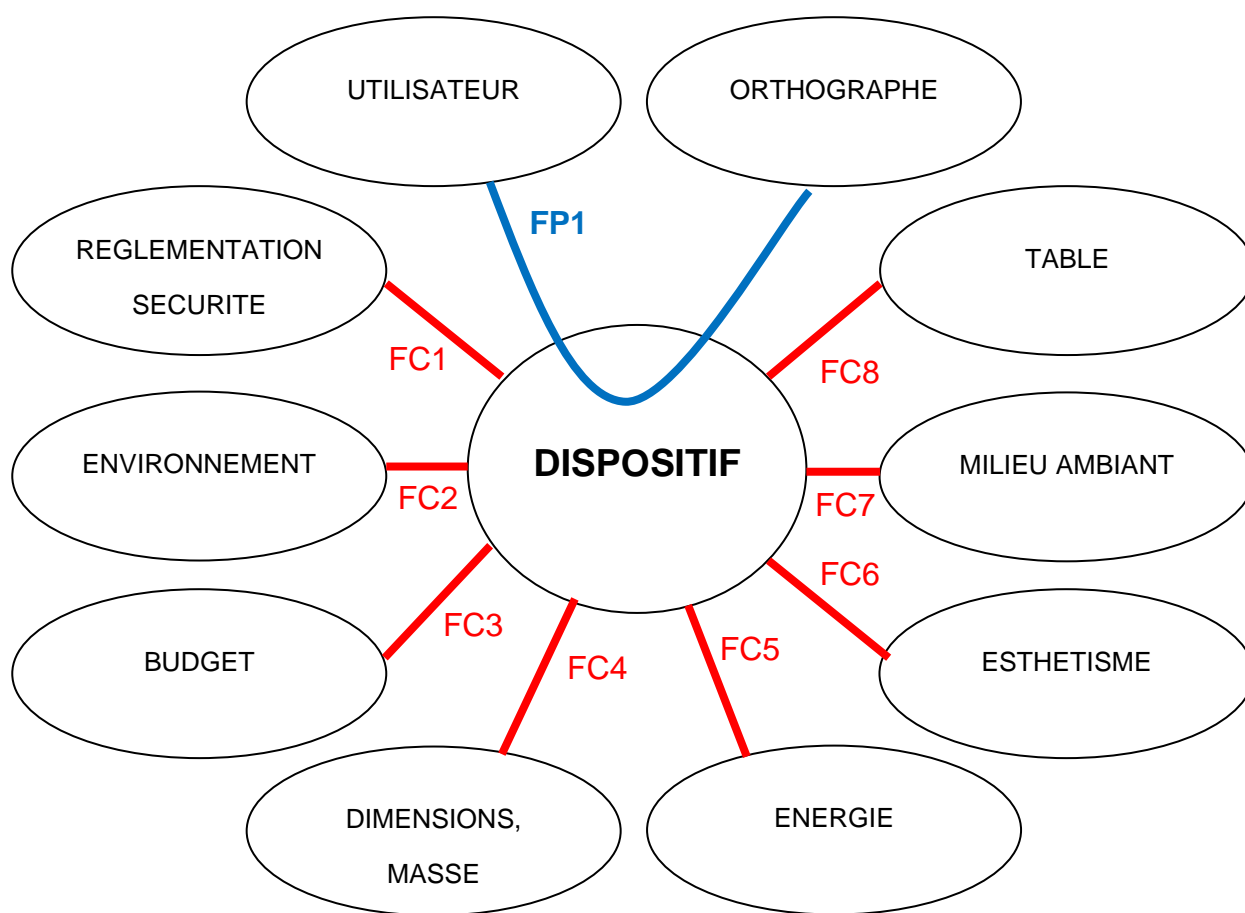 UTILISATEUR
ORTHOGRAPHE
FP1
REGLEMENTATION
SECURITE
TABLE
FC1
FC8
DISPOSITIF
ENVIRONNEMENT
MILIEU AMBIANT
FC2
FC7
FC6
FC3
BUDGET
FC4
FC5
ESTHETISME
DIMENSIONS,
MASSE
ENERGIE